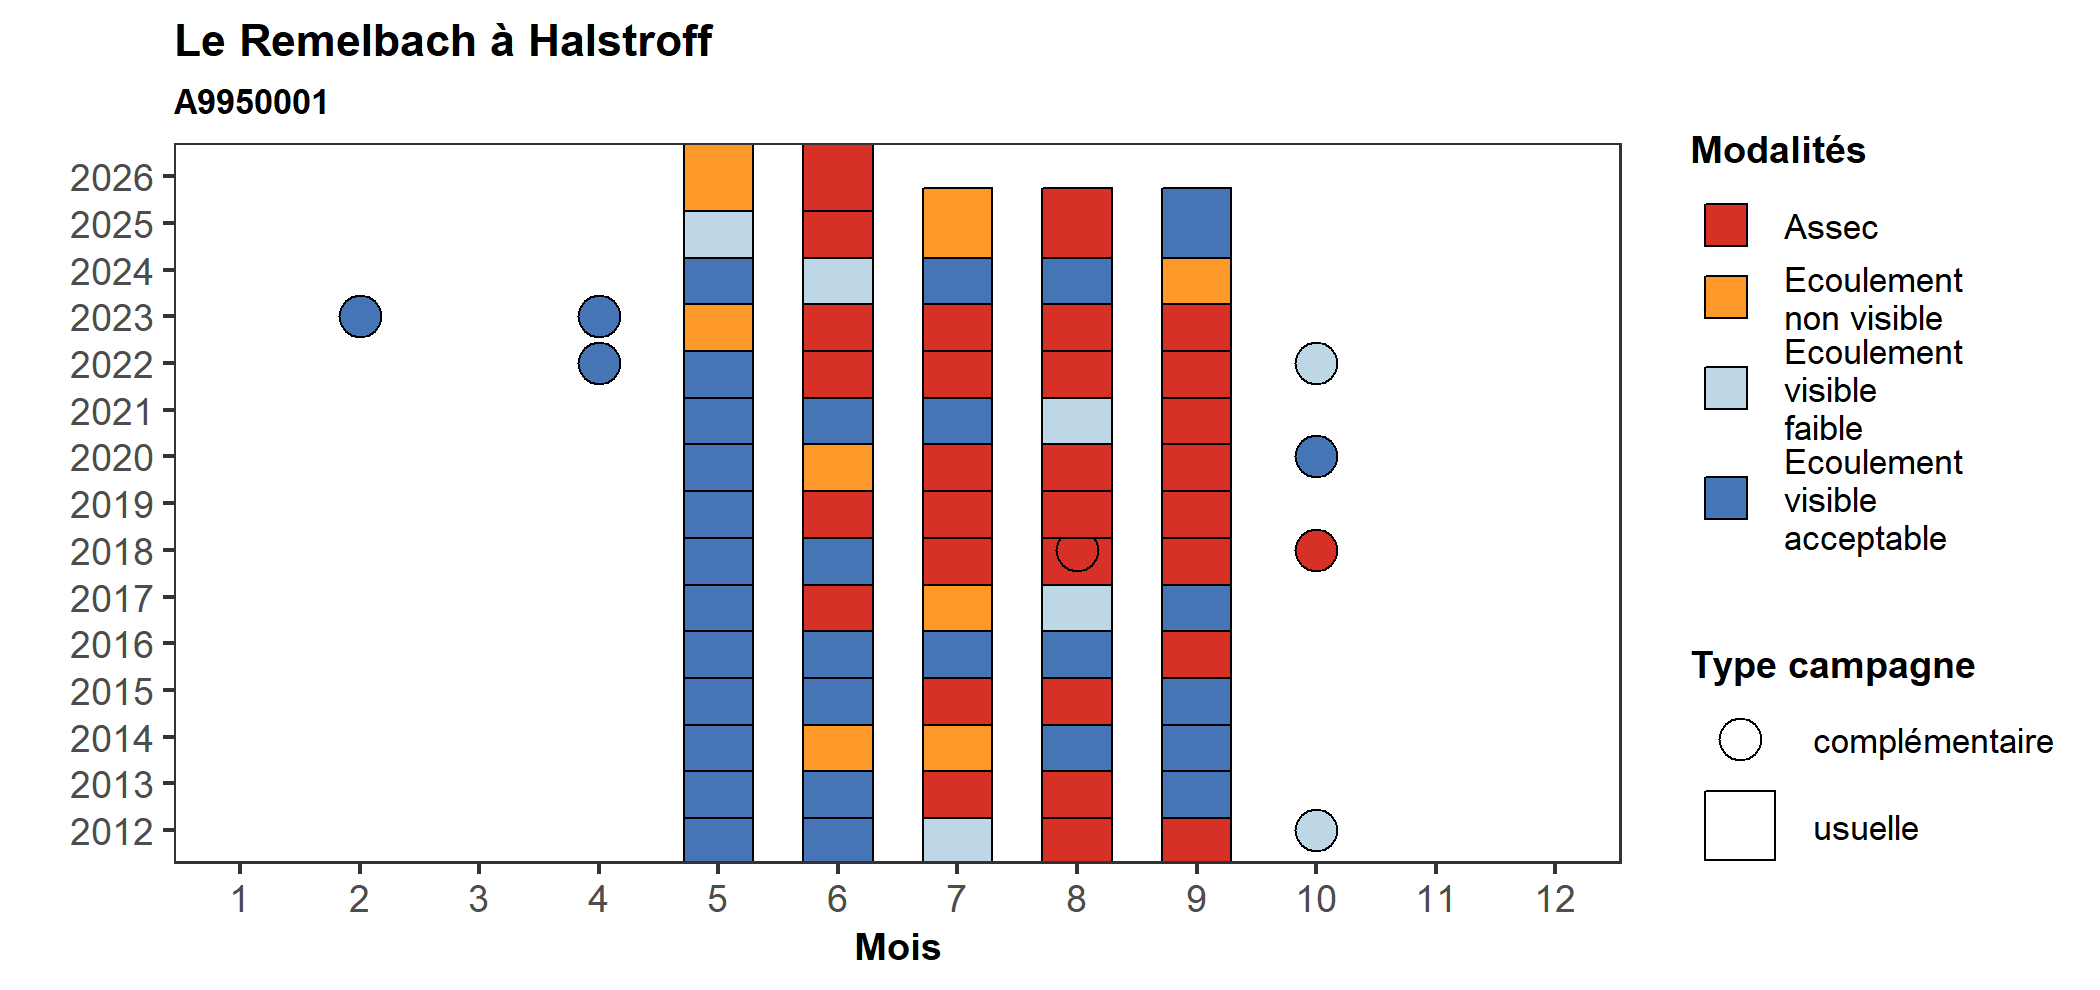 Le Remelbach à Halstroff
A9950001
2026
2025
2024
2023
2022
2021
2020
2019
2018
2017
2016
2015
2014
2013
2012
1 2 3 4 5 6 7 8 9 10 11 12
Mois
Modalités
Assec
Ecoulement
non visible
Ecoulement
visible
faible
Ecoulement
visible
acceptable
Type campagne
complémentaire
usuelle